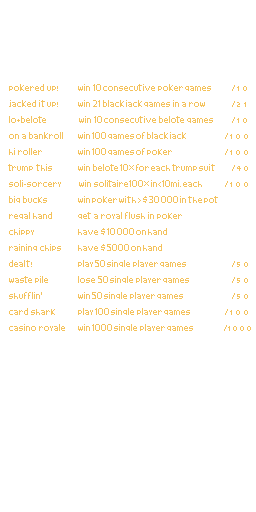 pokered up! win 10 consecutive poker games /10
jacked it up! win 21 blackjack games in a row /21
lo-belote win 10 consecutive belote games /10
on a bankroll win 100 games of blackjack /100
hi roller win 100 games of poker /100
trump this win belote 10x for each trump suit /40
soli-sorcery win solitaire 100x in <10mi. each /100
big bucks win poker with > $30000 in the pot
regal hand get a royal flush in poker
chippy have $10000 on hand
raining chips have $5000 on hand
dealt! play 50 single player games /50
waste pile lose 50 single player games /50
shufflin' win 50 single player games /50
card shark play 100 single player games /100
casino royale win 1000 single player games /1000